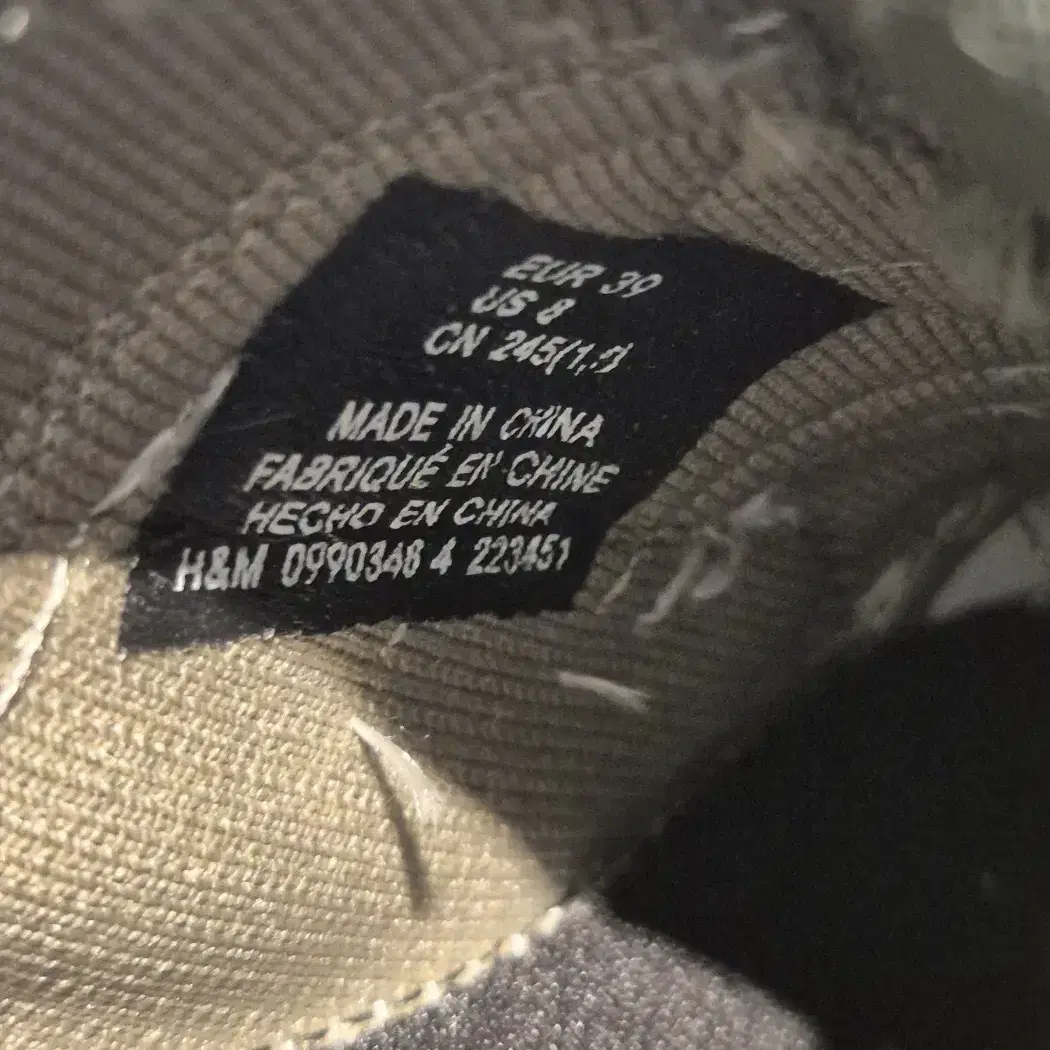 EUR 39
US 8
CN 245(1,
MADE IN CHINA
FABRIQUÉ EN CHINE
HECHO EN CHINA
H&M 0990348 4 223451